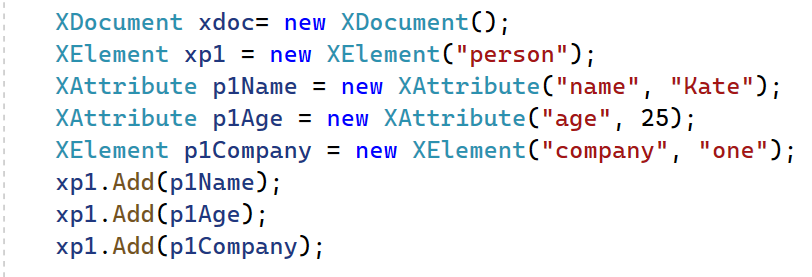 XDocument xdoc= new XDocument();
XElement xp1 = new XElement("person");
XAttribute p1Name = new XAttribute("name", "Kate");
XAttribute p1Age = new XAttribute("age", 25);
XElement p1Company = new XElement("company", "one");
xp1.Add(p1Name);
xp1.Add(p1Age);
xp1.Add(p1Company);